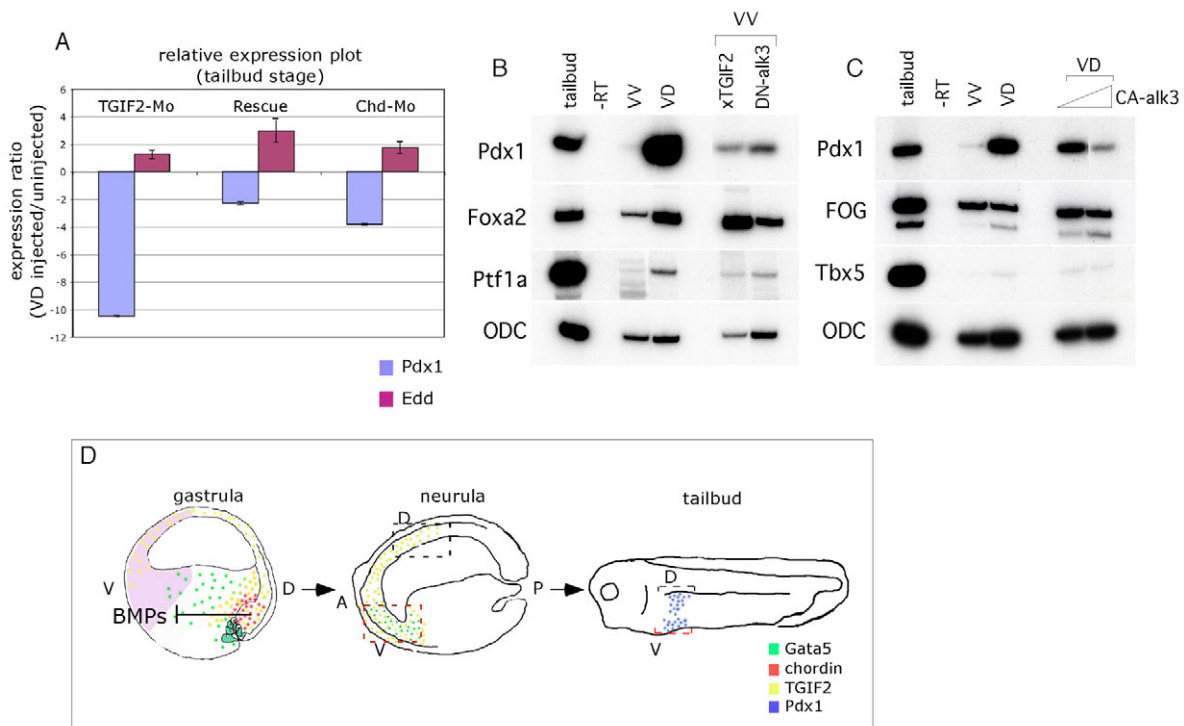 A
relative expression plot
(tailbud stage)
expression ratio
(VD injected/uninjected)
6
4
2
0
-2
-4
-6
-8
-10
-12
TGIF2-Mo
Rescue
Chd-Mo
Pdx1
Edd
B
tailbud
-RT
VV
VD
VV
xTGIF2
DN-alk3
Pdx1
Foxa2
Ptf1a
ODC
C
tailbud
-RT
VV
VD
VD
CA-alk3
Pdx1
FOG
Tbx5
ODC
D
gastrula
neurula
tailbud
V
BMPs
D
A
D
V
P
D
V
Gata5
chordin
TGIF2
Pdx1